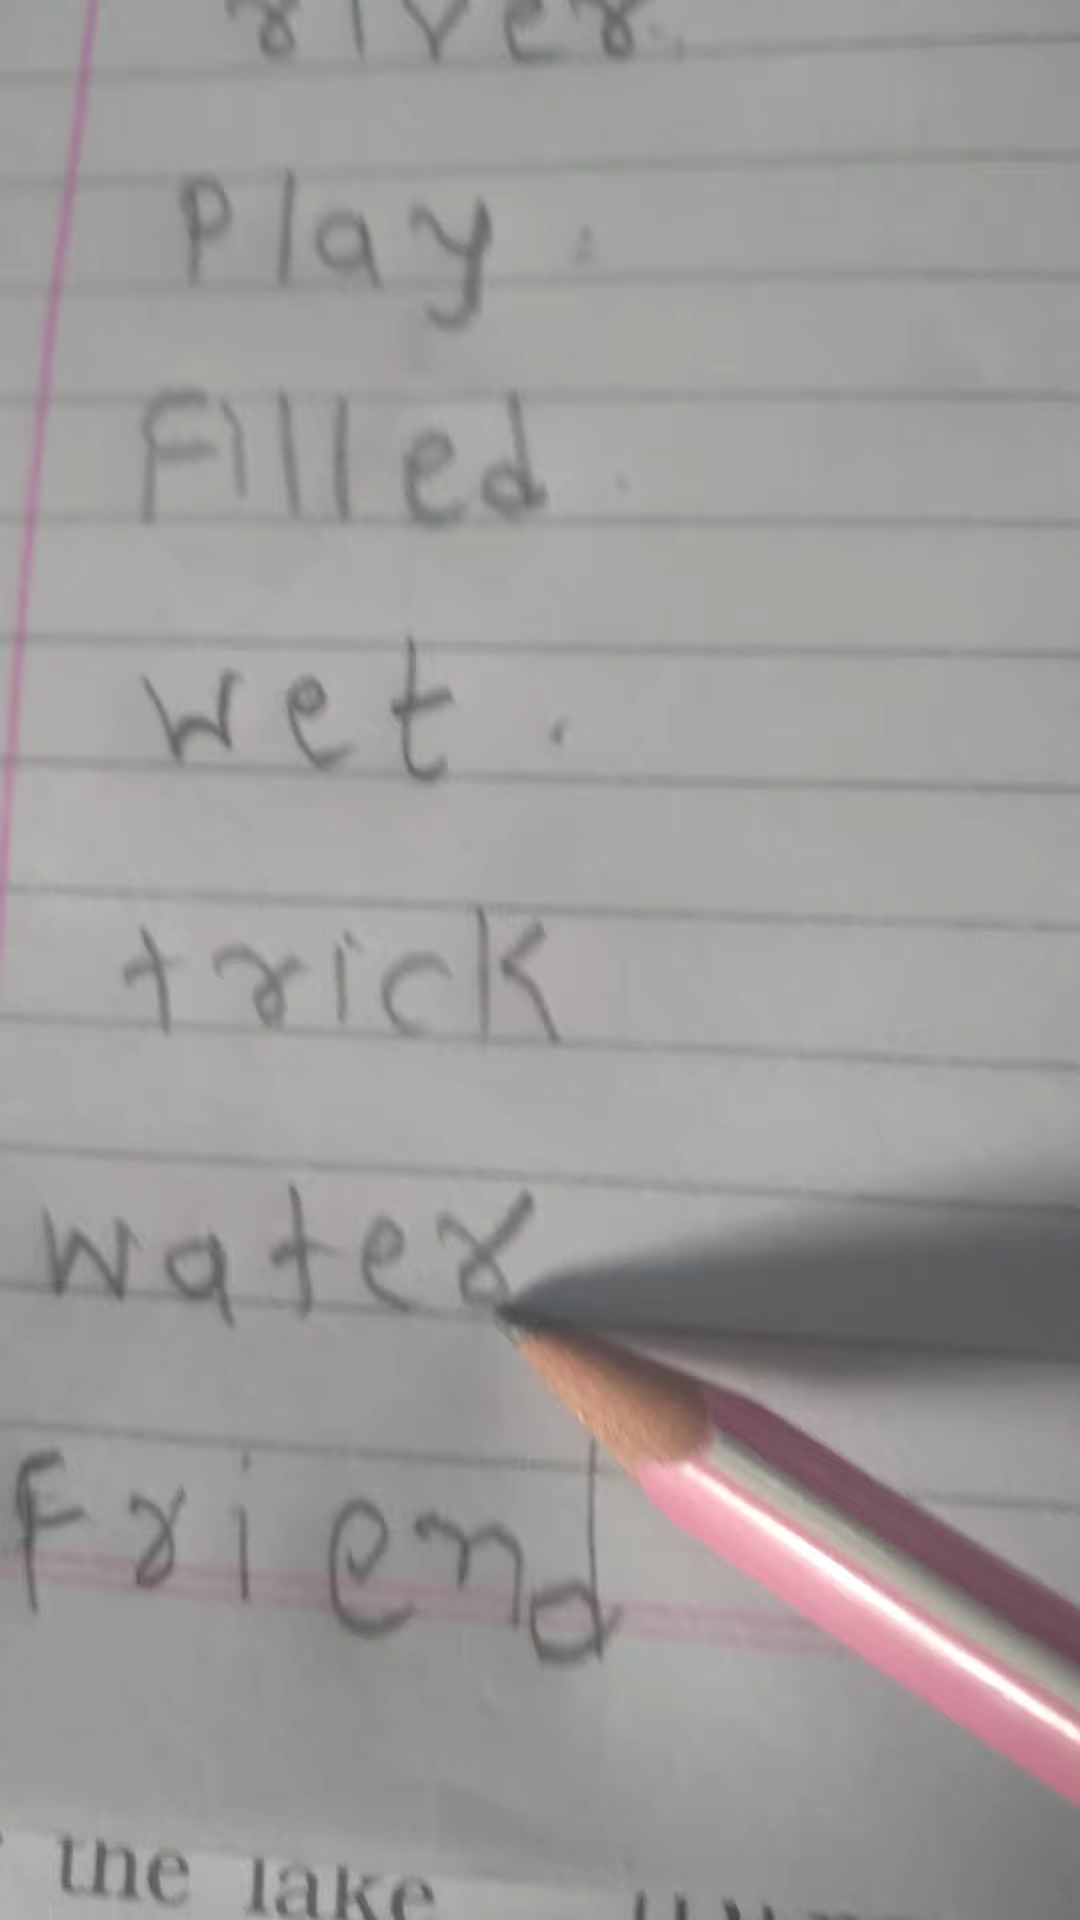 river.
Play.
Filled.
wet.
trick
water
Friend
the lake